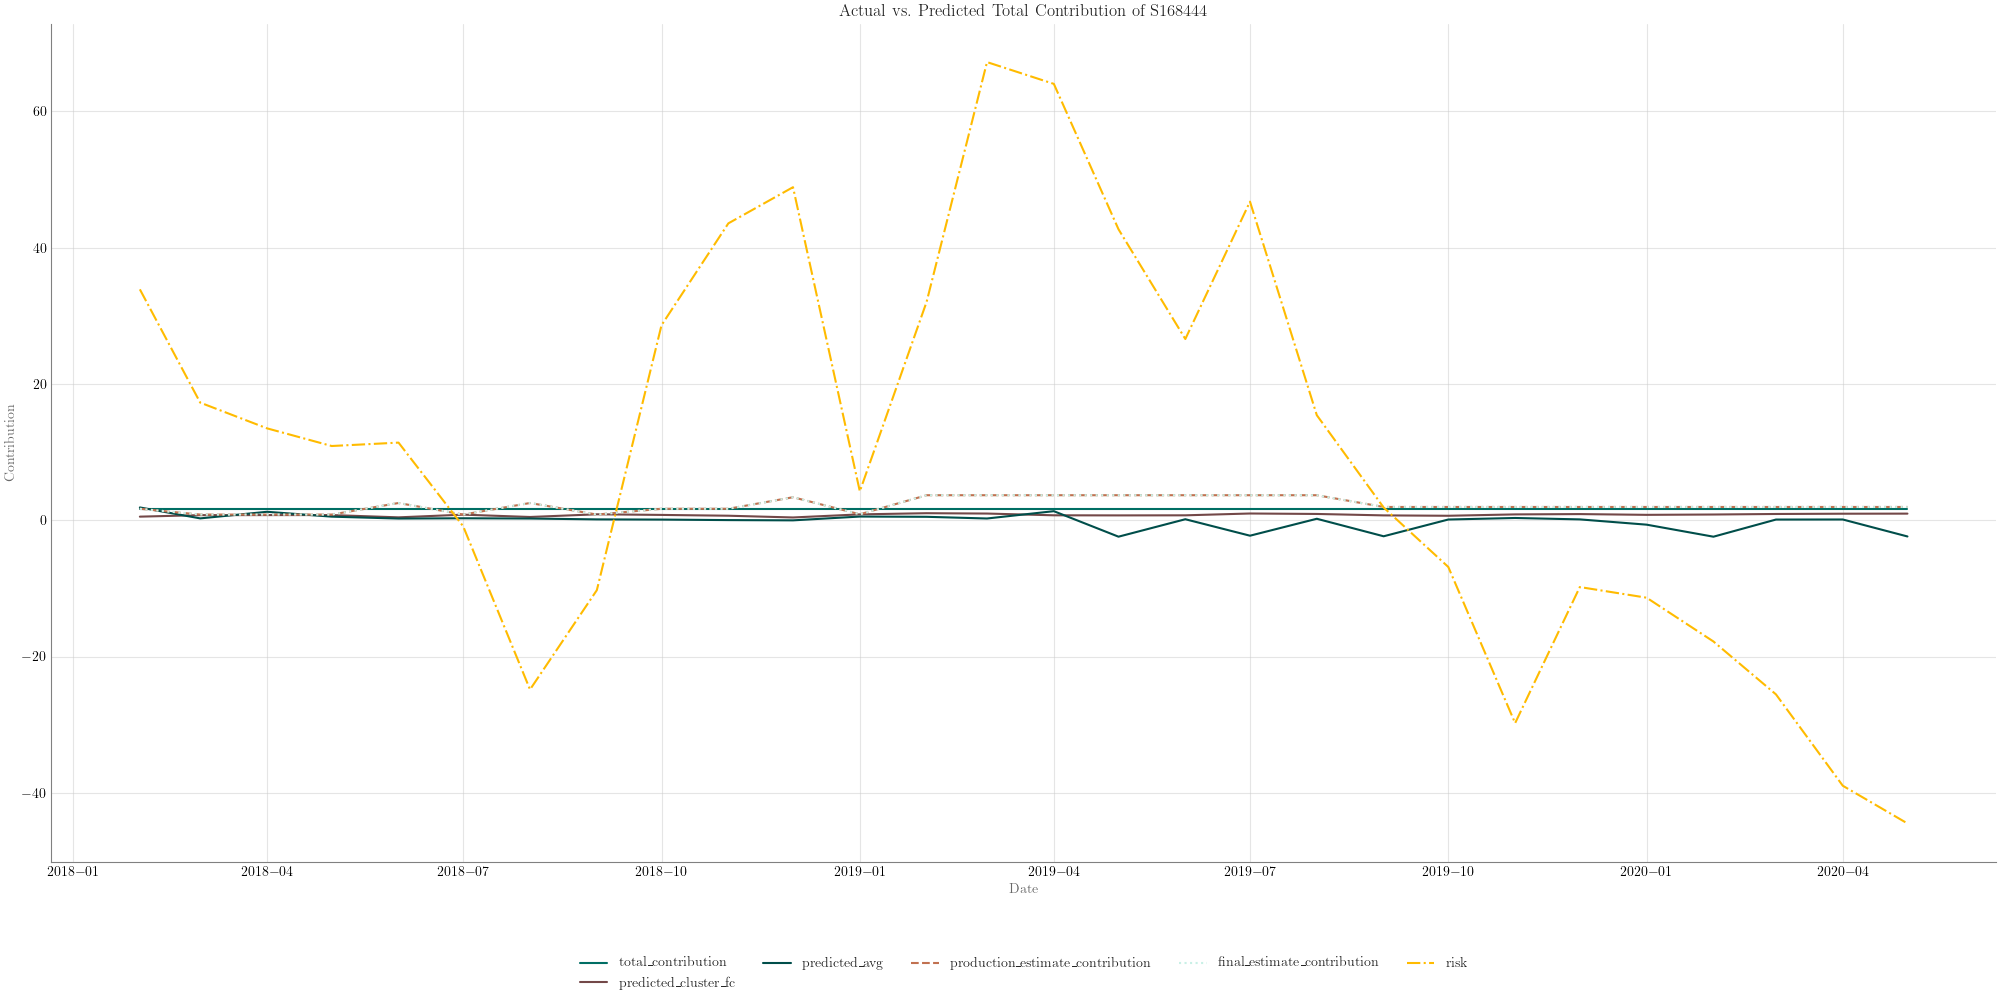 Actual vs. Predicted Total Contribution of S168444
Contribution
60
40
20
0
−20
−40
2018−01 2018−04 2018−07 2018−10 2019−01 2019−04 2019−07 2019−10 2020−01 2020−04
Date
total_contribution predicted_avg production_estimate_contribution final_estimate_contribution risk
predicted_cluster_fc